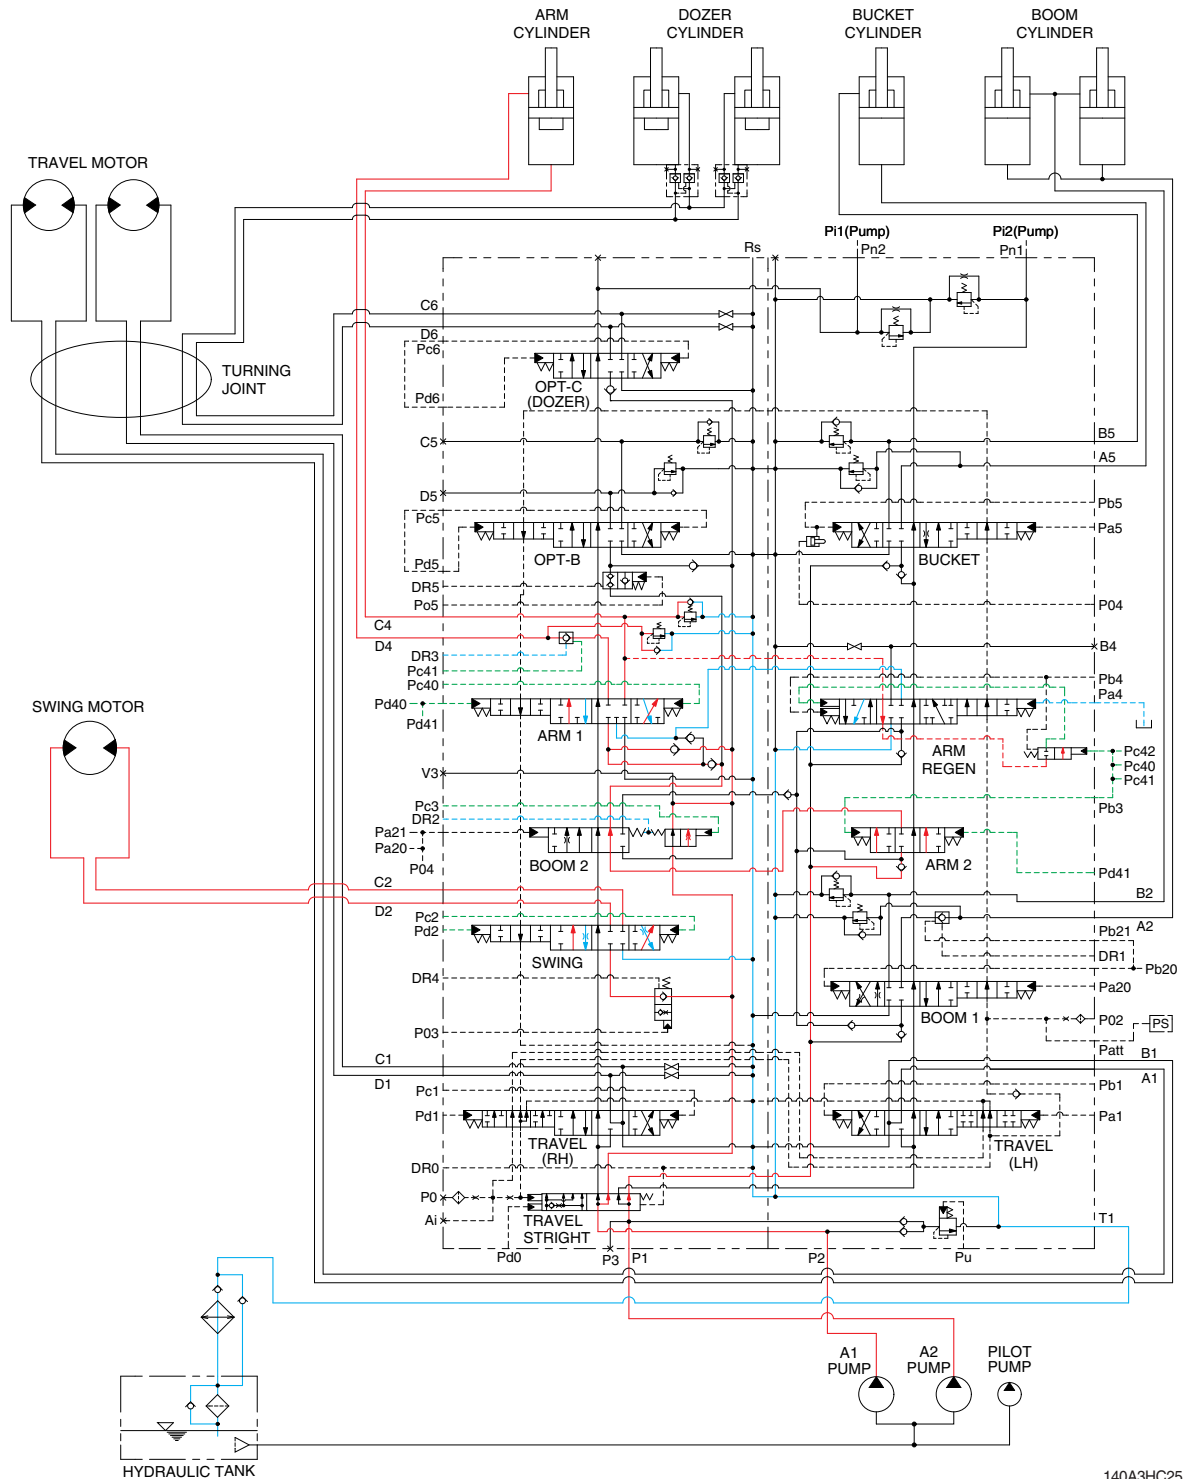 ARM
CYLINDER
DOZER
CYLINDER
BUCKET
CYLINDER
BOOM
CYLINDER
TRAVEL MOTOR
Rs
Pi1(Pump)
Pn2
Pi2(Pump)
Pn1
C6
D6
Pc6
TURNING
JOINT
OPT-C
(DOZER)
Pd6
C5
B5
A5
D5
Pc5
Pb5
Pa5
OPT-B
BUCKET
Pd5
DR5
Po5
P04
C4
D4
B4
DR3
Pc41
Pc40
Pb4
Pa4
Pd40
Pd41
SWING MOTOR
ARM 1
ARM
REGEN
Pc42
Pc40
Pc41
V3
Pc3
DR2
Pb3
Pa21
Pa20
P04
BOOM 2
ARM 2
Pd41
C2
B2
D2
Pc2
Pd2
A2
Pb21
DR1
SWING
Pb20
DR4
Pa20
BOOM 1
P02
PS
P03
Patt
B1
C1
D1
A1
Pc1
Pb1
Pd1
Pa1
TRAVEL
(RH)
TRAVEL
(LH)
DR0
P0
Ai
TRAVEL
STRIGHT
T1
Pd0
P3
P1
P2
Pu
A1
PUMP
A2
PUMP
PILOT
PUMP
HYDRAULIC TANK
140A3HC25